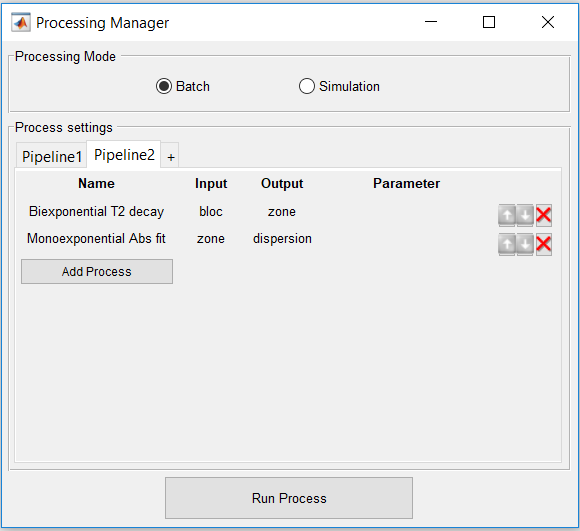 Processing Manager
Processing Mode
Batch Simulation
Process settings
Pipeline1 Pipeline2 +
Name Input Output Parameter
Biexponential T2 decay bloc zone
Monoexponential Abs fit zone dispersion
Add Process
Run Process